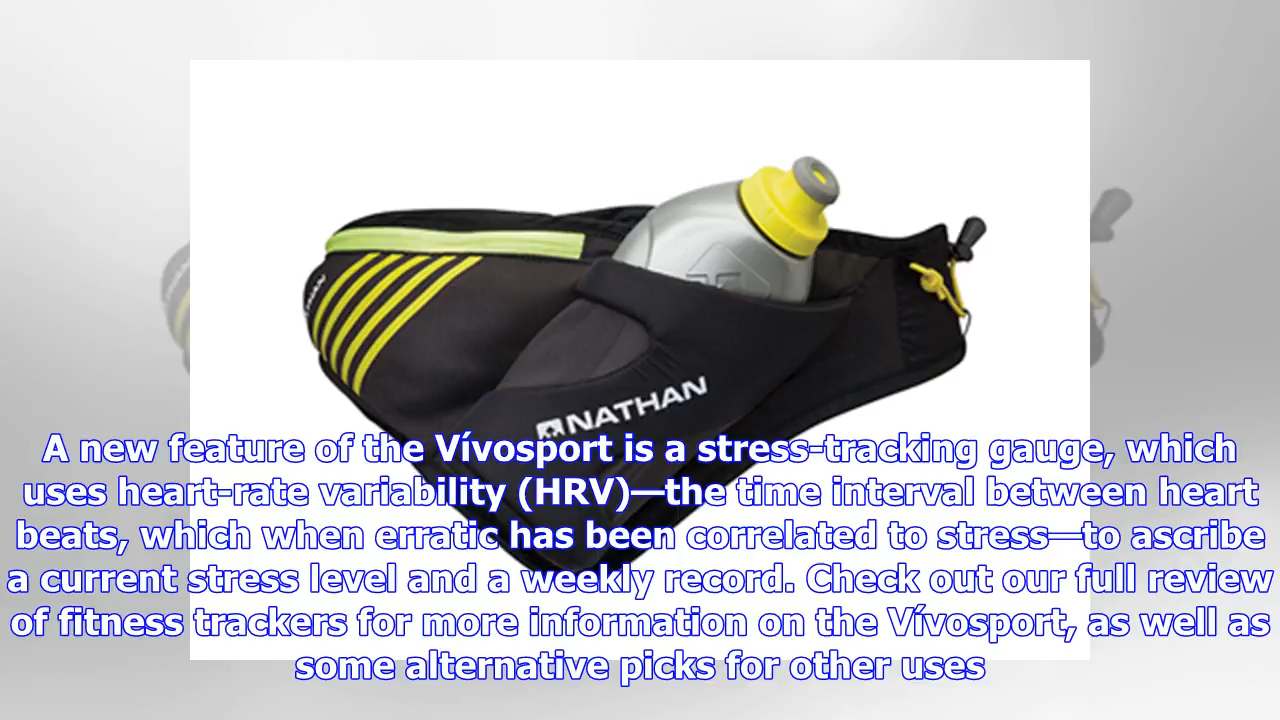 HAN
NATHAN
A new feature of the Vívosport is a stress-tracking gauge, which
uses heart-rate variability (HRV)—the time interval between heart
beats, which when erratic has been correlated to stress—to ascribe
a current stress level and a weekly record. Check out our full review
of fitness trackers for more information on the Vívosport, as well as
some alternative picks for other uses